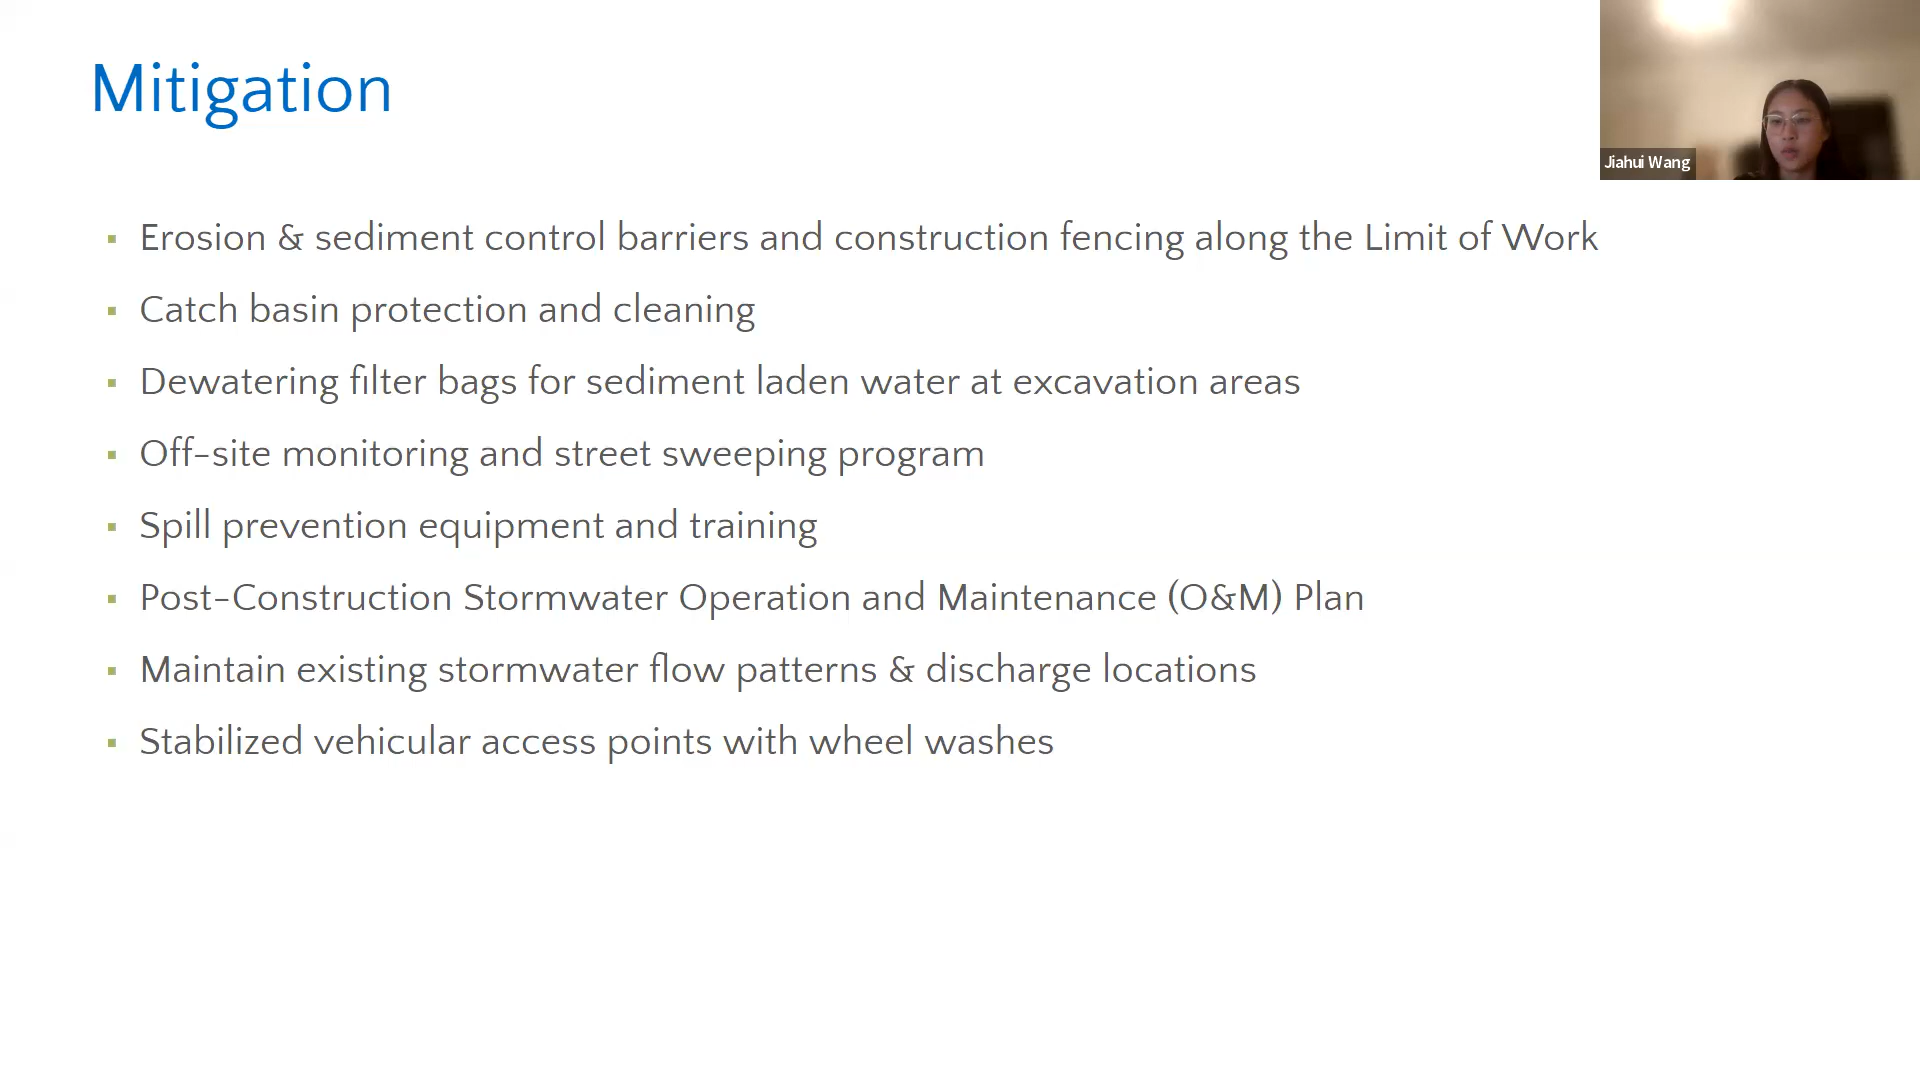 Mitigation
Jiahui Wang
Erosion & sediment control barriers and construction fencing along the Limit of Work
Catch basin protection and cleaning
Dewatering filter bags for sediment laden water at excavation areas
Off-site monitoring and street sweeping program
Spill prevention equipment and training
Post-Construction Stormwater Operation and Maintenance (O&M) Plan
Maintain existing stormwater flow patterns & discharge locations
Stabilized vehicular access points with wheel washes